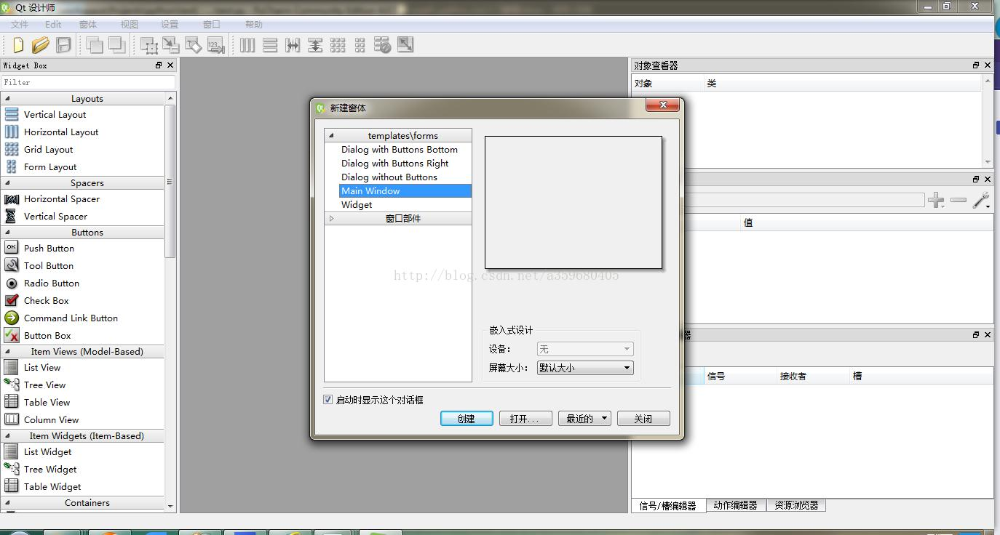 Qt 设计师
文件 Edit 窗体 视图 设置 窗口 帮助
Widget Box
Filter
Layouts
Vertical Layout
Horizontal Layout
Grid Layout
Form Layout
Spacers
Horizontal Spacer
Vertical Spacer
Buttons
OK Push Button
Tool Button
Radio Button
Check Box
Command Link Button
Button Box
Item Views (Model-Based)
List View
Tree View
Table View
Column View
Item Widgets (Item-Based)
List Widget
Tree Widget
Table Widget
Containers
新建窗体
templates\forms
Dialog with Buttons Bottom
Dialog with Buttons Right
Dialog without Buttons
Main Window
Widget
窗口部件
http://blog.csdn.net/a359680405
嵌入式设计
设备: 无
屏幕大小: 默认大小
启动时显示这个对话框
创建 打开... 最近的 关闭
对象查看器
对象 类
值
器
信号 接收者 槽
信号/槽编辑器 动作编辑器 资源浏览器